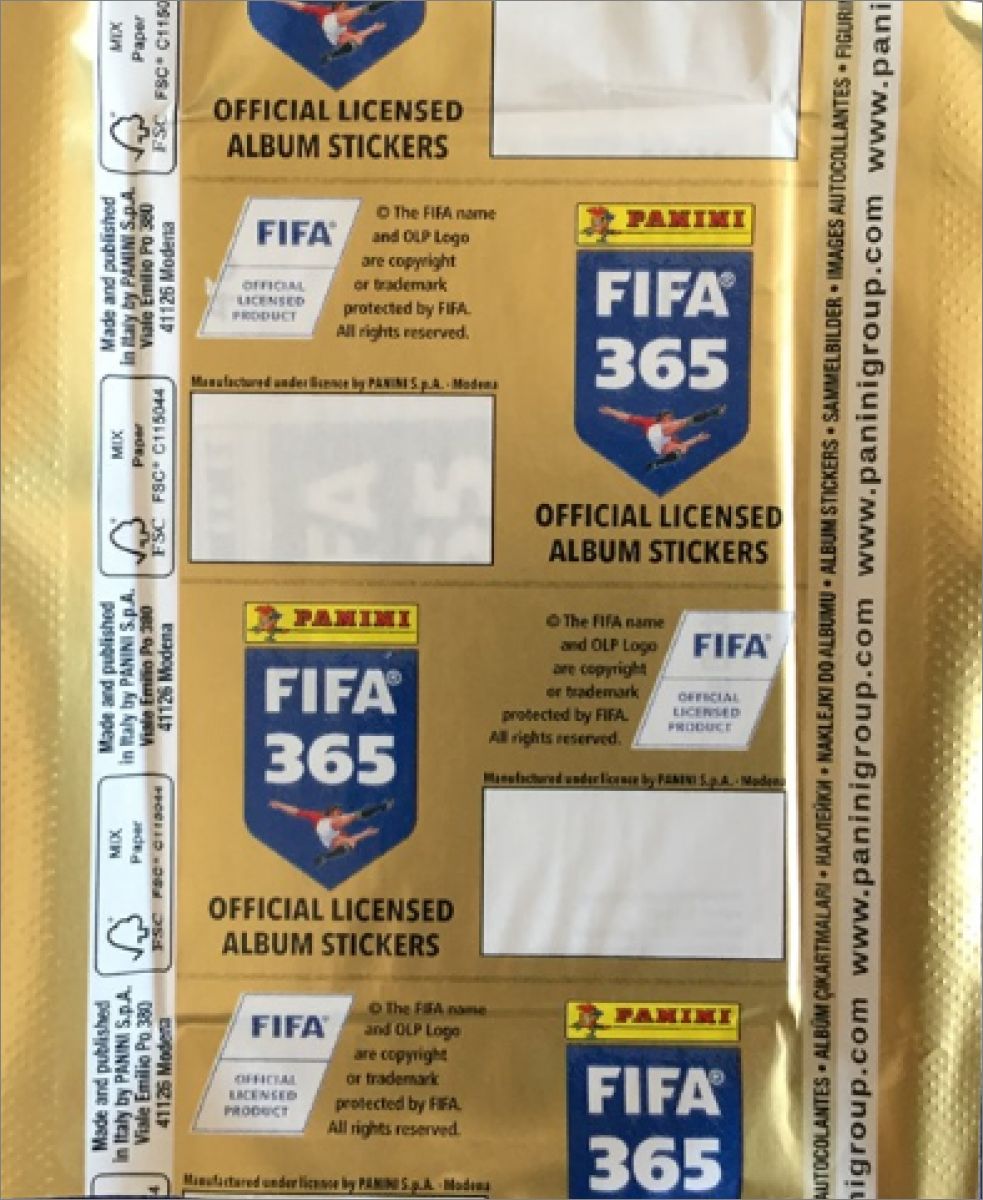 MIX
Paper
FSC
FSC® C1150
Made and published
in Italy by PANINI S.p.A.
Viale Emilio Po 380
41126 Modena
MIX
Paper
FSC
FSC® C115044
Made and published
in Italy by PANINI S.p.A.
Viale Emilio Po 380
41126 Modena
MIX
Paper
FSC
FSC® C115044
Made and published
in Italy by PANINI S.p.A.
Viale Emilio Po 380
41126 Modena
4
OFFICIAL LICENSED
ALBUM STICKERS
FIFA®
OFFICIAL
LICENSED
PRODUCT
© The FIFA name
and OLP Logo
are copyright
or trademark
protected by FIFA.
All rights reserved.
Manufactured under licence by PANINI S.p.A. - Modena
PANINI
FIFA®
365
OFFICIAL LICENSED
ALBUM STICKERS
PANINI
FIFA®
365
OFFICIAL LICENSED
ALBUM STICKERS
© The FIFA name
and OLP Logo
are copyright
or trademark
protected by FIFA.
All rights reserved.
FIFA®
OFFICIAL
LICENSED
PRODUCT
Manufactured under licence by PANINI S.p.A. - Modena
FIFA®
OFFICIAL
LICENSED
PRODUCT
© The FIFA name
and OLP Logo
are copyright
or trademark
protected by FIFA.
All rights reserved.
Manufactured under licence by PANINI S.p.A. - Modena
PANINI
FIFA®
365
AUTOCOLANTES • ALBÜM ÇIKARTMALARI • НАКЛЕЙКИ • NAKLEJKI DO ALBUMU • ALBUM STICKERS • SAMMELBILDER • IMAGES AUTOCOLLANTES • FIGURI
nigroup.com www.paninigroup.com www.paninigroup.com www.pani